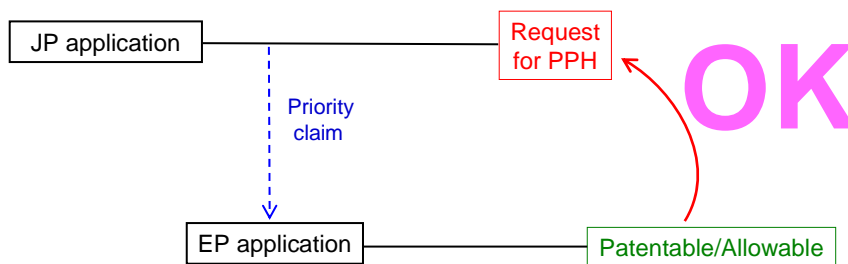 JP application
Request
for PPH
OK
Priority
claim
EP application
Patentable/Allowable